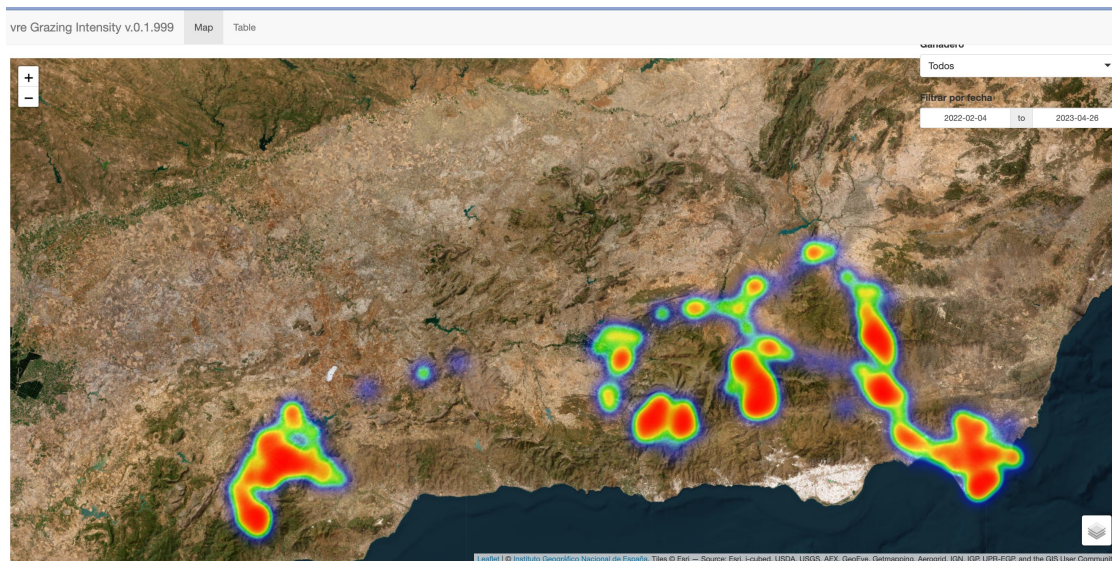 vre Grazing Intensity v.0.1.999 Map Table
Ganadero
Todos
Filtrar por fecha
2022-02-04 to 2023-04-26
+
−
Leaflet | © Instituto Geográfico Nacional de España, Tiles © Esri — Source: Esri, i-cubed, USDA, USGS, AEX, GeoEye, Getmapping, Aerogrid, IGN, IGP, UPR-EGP, and the GIS User Communit